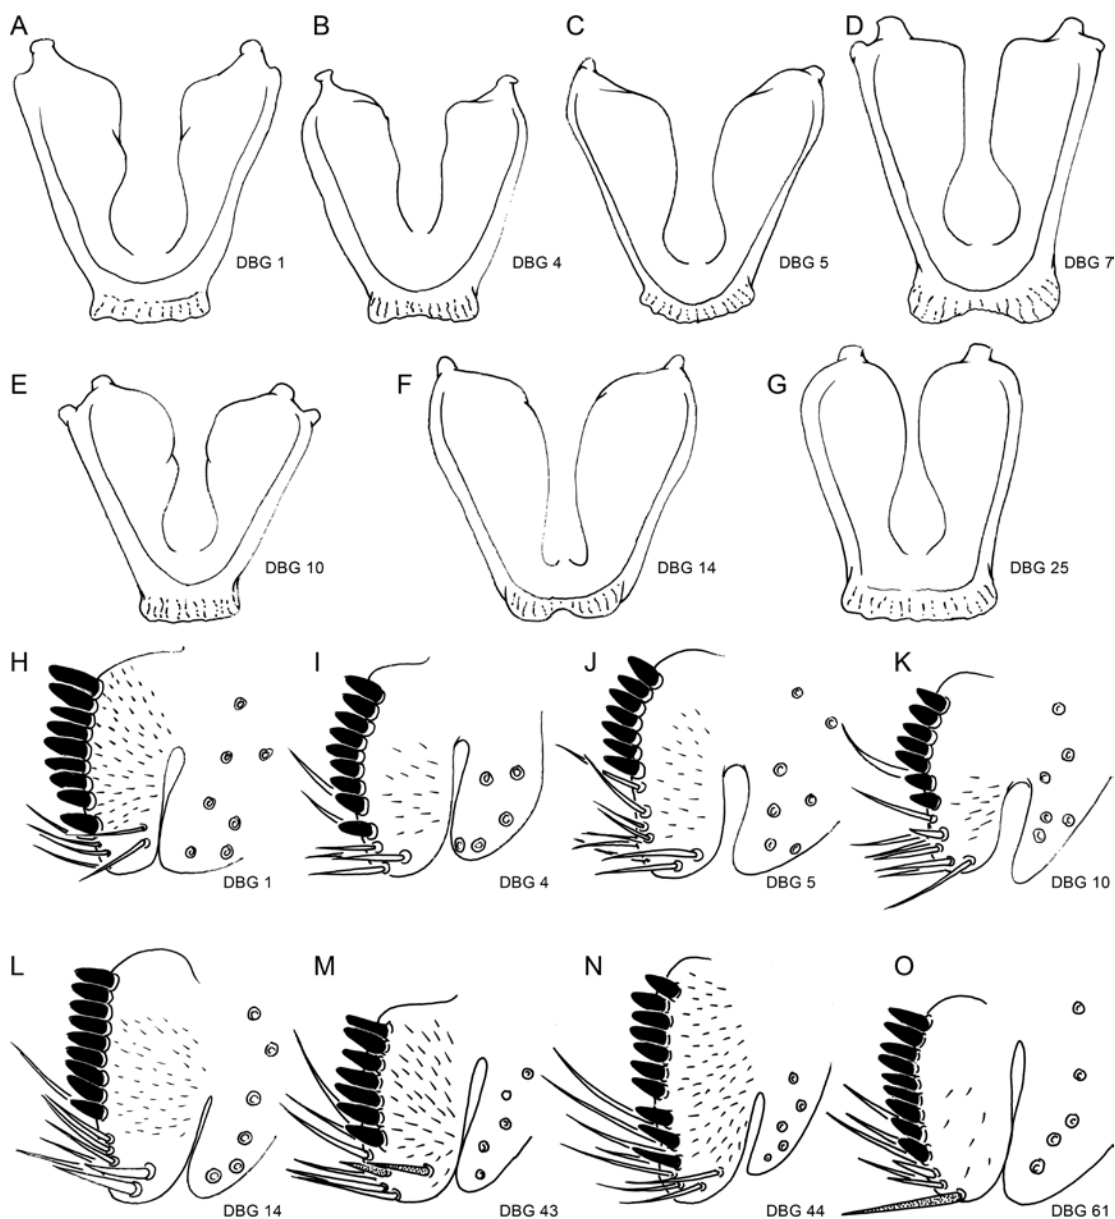 A B C D
DBG 1 DBG 4 DBG 5 DBG 7
E F G
DBG 10 DBG 14 DBG 25
H I J K
DBG 1 DBG 4 DBG 5 DBG 10
L M N O
DBG 14 DBG 43 DBG 44 DBG 61